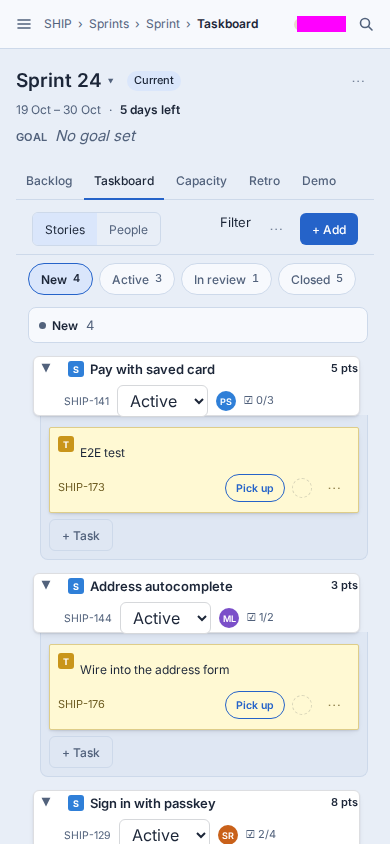 SHIP › Sprints › Sprint › Taskboard
Sprint 24 ▾ Current ...
19 Oct – 30 Oct · 5 days left
GOAL No goal set
Backlog Taskboard Capacity Retro Demo
Stories People Filter ... + Add
New 4 Active 3 In review 1 Closed 5
New 4
▼ S Pay with saved card 5 pts
SHIP-141 Active PS ☑ 0/3
T E2E test
SHIP-173 Pick up ...
+ Task
▼ S Address autocomplete 3 pts
SHIP-144 Active ML ☑ 1/2
T Wire into the address form
SHIP-176 Pick up ...
+ Task
▼ S Sign in with passkey 8 pts
SHIP-129 Active SR ☑ 2/4